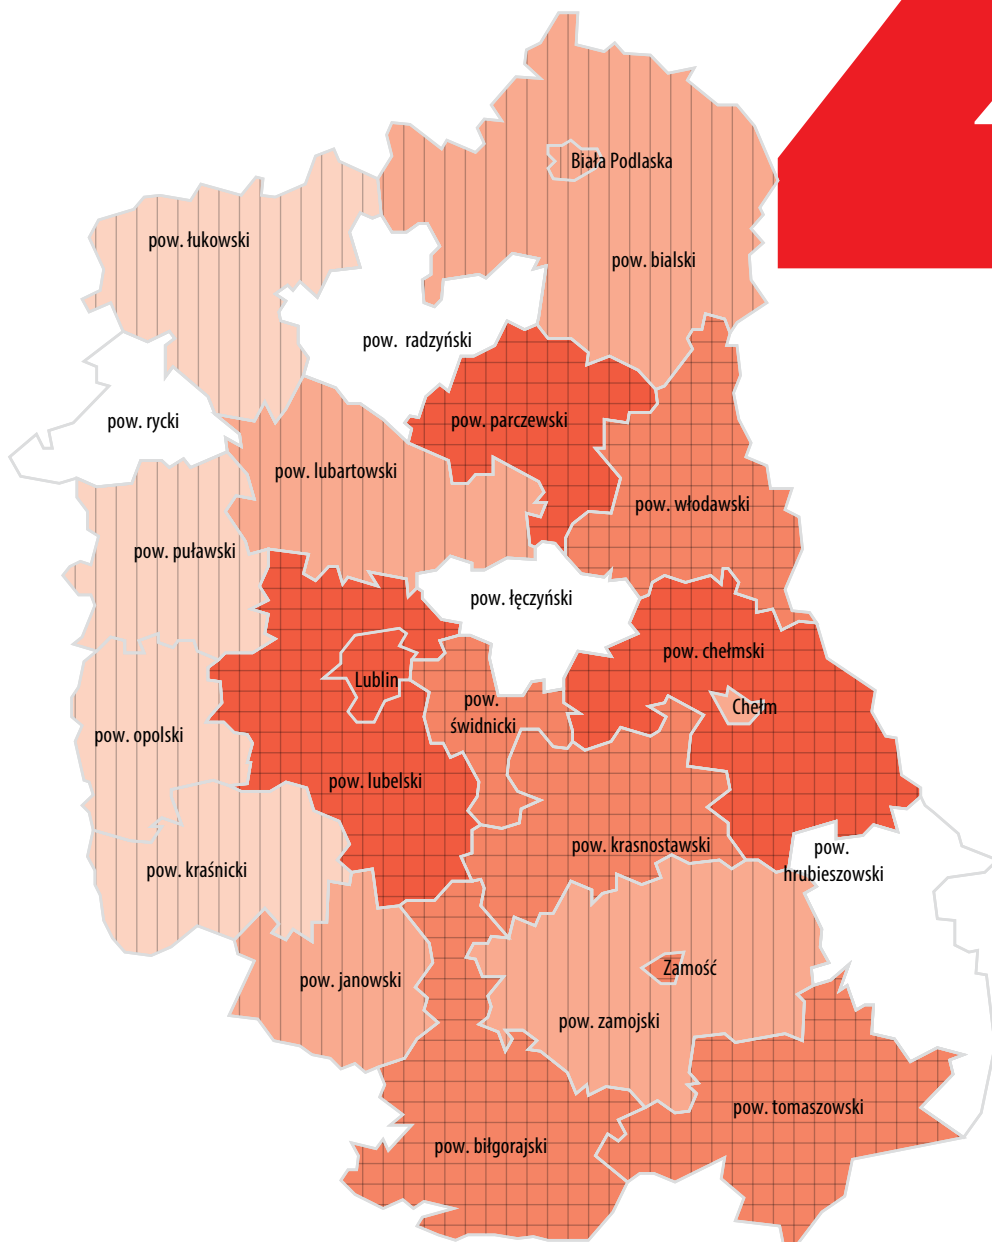 Biała Podlaska
pow. łukowski
pow. bialski
pow.  radzyński
pow. rycki
pow. parczewski
pow. lubartowski
pow. włodawski
pow. puławski
pow. łęczyński
pow. chełmski
Lublin
pow.
świdnicki
Chełm
pow. opolski
pow. lubelski
pow. krasnostawski
pow.
hrubieszowski
pow. kraśnicki
Zamość
pow. janowski
pow. zamojski
pow. tomaszowski
pow. biłgorajski